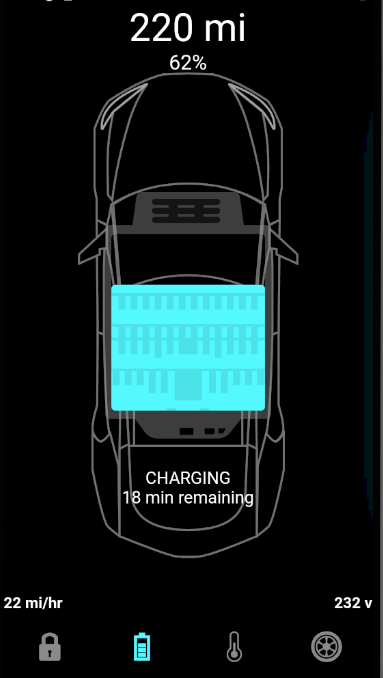 220 mi
62%
CHARGING
18 min remaining
22 mi/hr
232 v